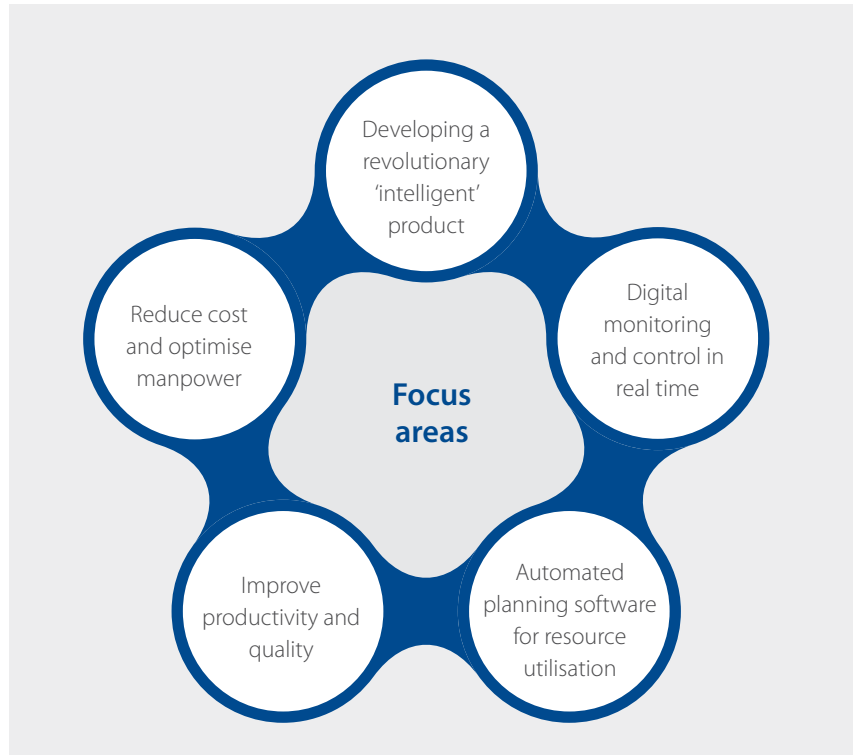 Developing a
revolutionary
‘intelligent’
product
Digital
monitoring
and control in
real time
Automated
planning software
for resource
utilisation
Improve
productivity and
quality
Reduce cost
and optimise
manpower
Focus
areas